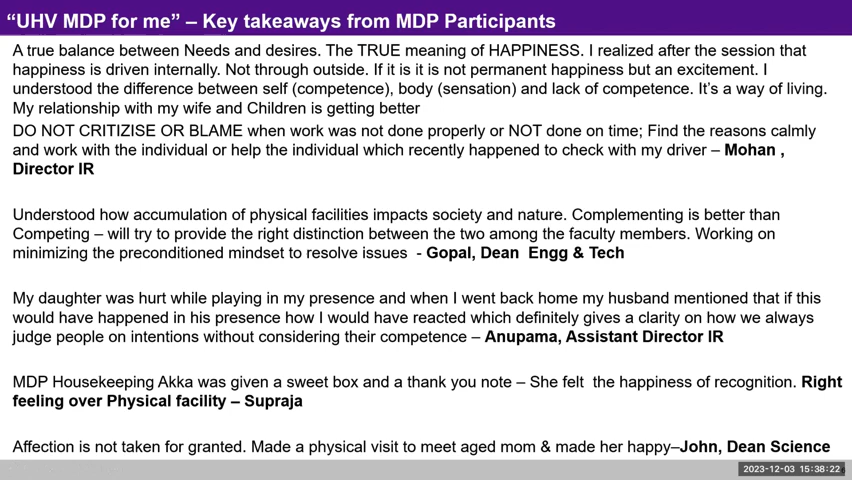 “UHV MDP for me” – Key takeaways from MDP Participants
A true balance between Needs and desires. The TRUE meaning of HAPPINESS. I realized after the session that
happiness is driven internally. Not through outside. If it is it is not permanent happiness but an excitement. I
understood the difference between self (competence), body (sensation) and lack of competence. It’s a way of living.
My relationship with my wife and Children is getting better
DO NOT CRITIZISE OR BLAME when work was not done properly or NOT done on time; Find the reasons calmly
and work with the individual or help the individual which recently happened to check with my driver – Mohan ,
Director IR
Understood how accumulation of physical facilities impacts society and nature. Complementing is better than
Competing – will try to provide the right distinction between the two among the faculty members. Working on
minimizing the preconditioned mindset to resolve issues - Gopal, Dean Engg & Tech
My daughter was hurt while playing in my presence and when I went back home my husband mentioned that if this
would have happened in his presence how I would have reacted which definitely gives a clarity on how we always
judge people on intentions without considering their competence – Anupama, Assistant Director IR
MDP Housekeeping Akka was given a sweet box and a thank you note – She felt the happiness of recognition. Right
feeling over Physical facility – Supraja
Affection is not taken for granted. Made a physical visit to meet aged mom & made her happy–John, Dean Science
2023-12-03 15:38:22